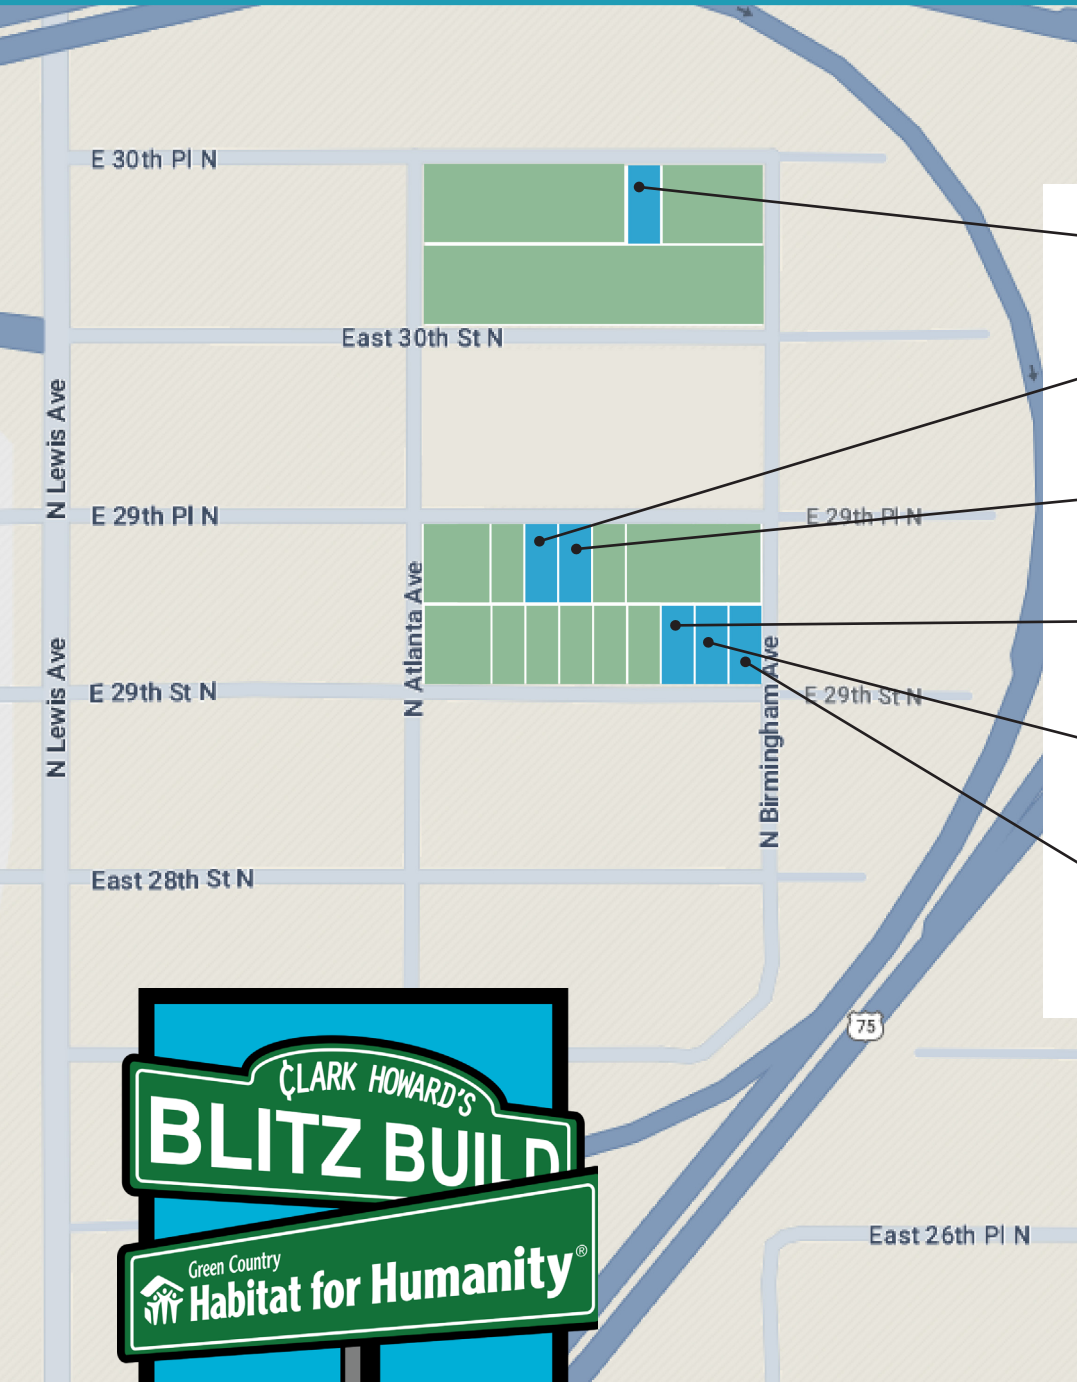 E 30th Pl N
East 30th St N
N Lewis Ave
E 29th Pl N
E 29th Pl N
N Atlanta Ave
N Lewis Ave
E 29th St N
E 29th St N
N Birmingham Ave
East 28th St N
75
₵LARK HOWARD'S
BLITZ BUILD
Green Country
Habitat for Humanity®
East 26th Pl N